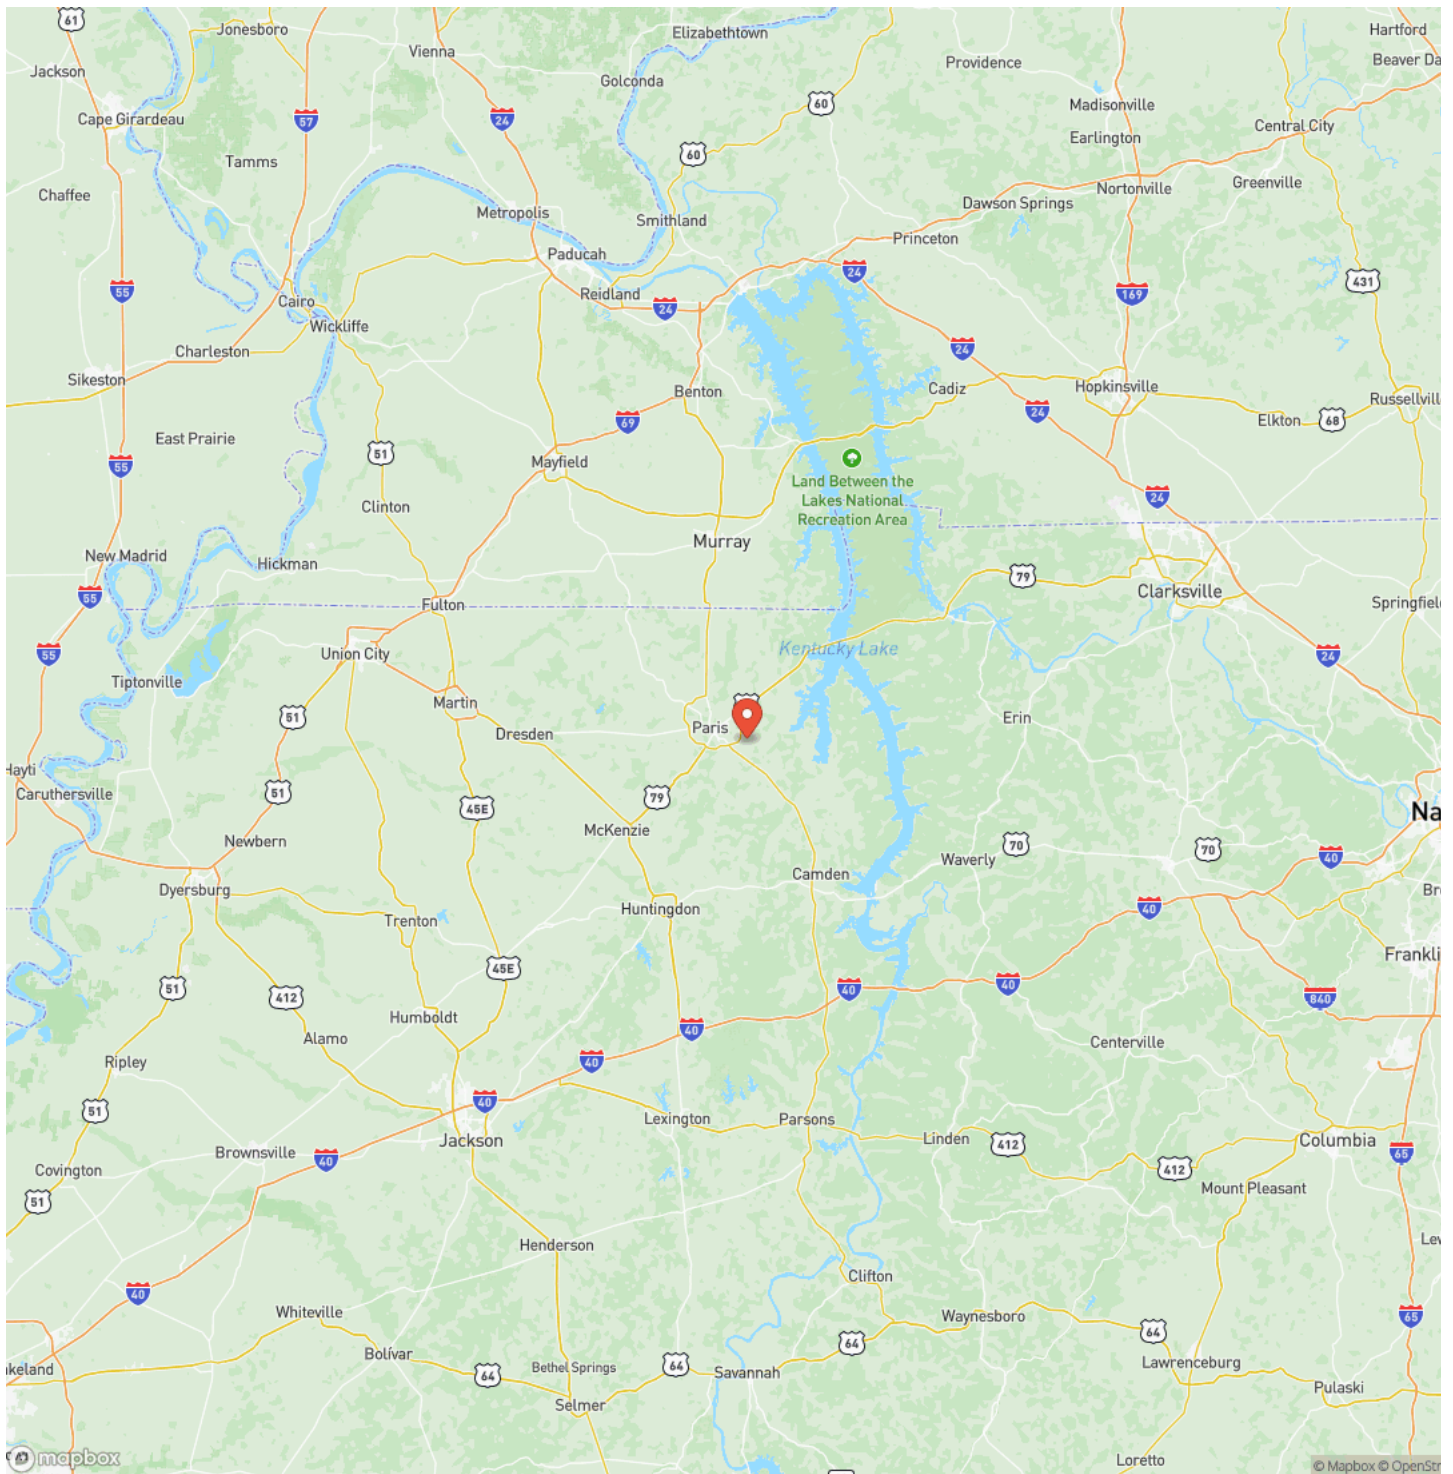 61
Jonesboro
Elizabethtown
Hartford
Vienna
Beaver Da
Jackson
Golconda
Providence
60
Madisonville
Cape Girardeau
57
24
Central City
Earlington
60
Tamms
Greenville
Nortonville
Chaffee
Dawson Springs
Metropolis
Smithland
Princeton
Paducah
24
431
55
Reidland
169
Cairo
24
Wickliffe
Charleston
24
Sikeston
Benton
Cadiz
Hopkinsville
Russellvill
24
69
Elkton
68
East Prairie
51
55
Mayfield
Land Between the
Lakes National
Recreation Area
24
Clinton
Murray
New Madrid
Hickman
79
Clarksville
55
Fulton
Springfield
Kentucky Lake
55
Union City
24
Tiptonville
Martin
51
Paris
Erin
Dresden
Hayti
Caruthersville
51
79
45E
Na
McKenzie
Newbern
70
70
40
Waverly
Dyersburg
Camden
Bre
Huntingdon
40
Trenton
Frankli
45E
51
412
40
40
840
Humboldt
40
Alamo
Centerville
Ripley
40
51
40
Lexington
Parsons
Jackson
Linden
412
Columbia
Brownsville
40
65
Covington
412
51
Mount Pleasant
Henderson
Lew
Clifton
40
Whiteville
Waynesboro
65
64
64
Bolívar
Bethel Springs
64
Lawrenceburg
akeland
64
Savannah
Pulaski
Selmer
Loretto
mapbox
© Mapbox © OpenStr